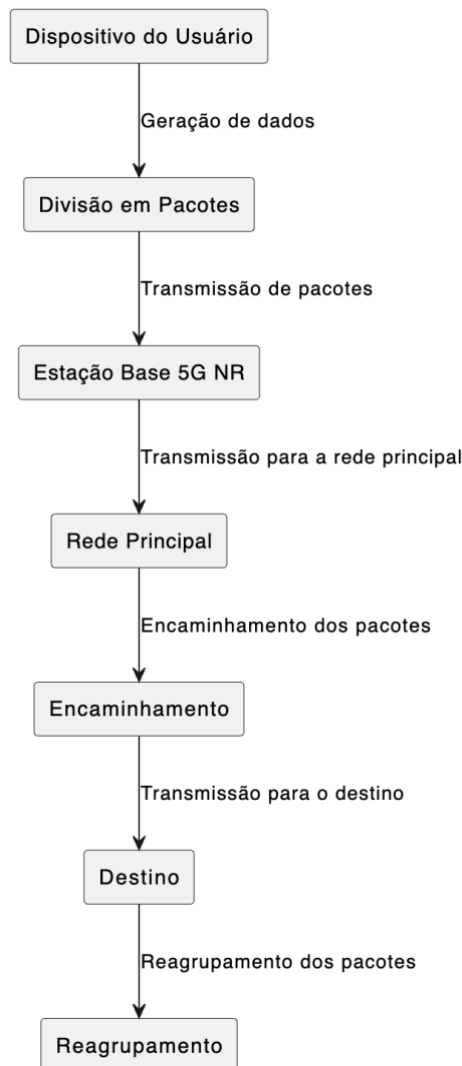 Dispositivo do Usuário
Geração de dados
Divisão em Pacotes
Transmissão de pacotes
Estação Base 5G NR
Transmissão para a rede principal
Rede Principal
Encaminhamento dos pacotes
Encaminhamento
Transmissão para o destino
Destino
Reagrupamento dos pacotes
Reagrupamento